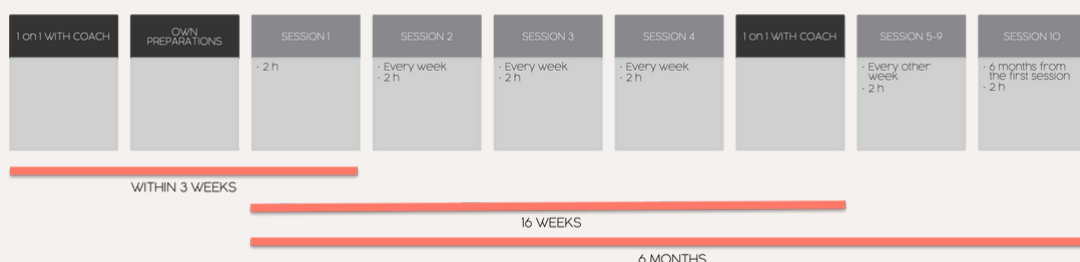 1 on 1 WITH COACH
OWN
PREPARATIONS
SESSION 1
SESSION 2
SESSION 3
SESSION 4
1 on 1 WITH COACH
SESSION 5-9
SESSION 10
- 2 h
- Every week
- 2 h
- Every week
- 2 h
- Every week
- 2 h
- Every other
week
- 2 h
- 6 months from
the first session
- 2 h
WITHIN 3 WEEKS
16 WEEKS
6 MONTHS